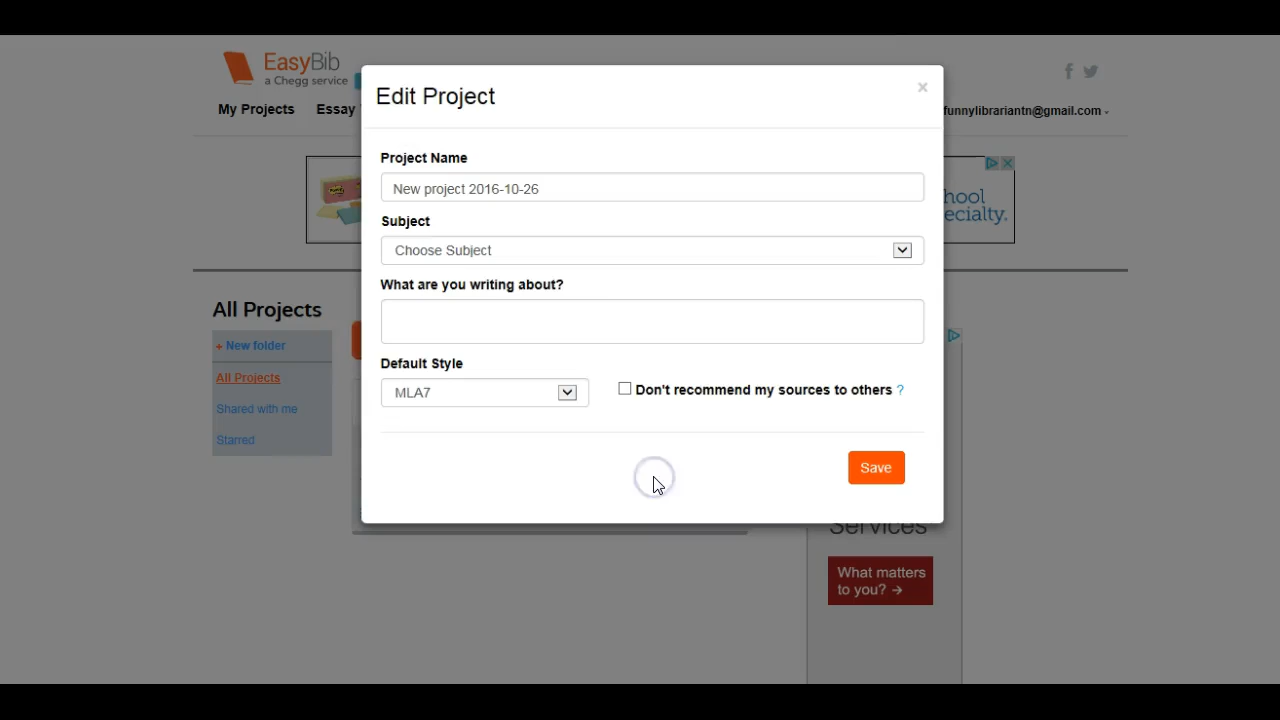 EasyBib
a Chegg service
My Projects Essay
funnylibrariantn@gmail.com
Edit Project
×
Project Name
New project 2016-10-26
Subject
Choose Subject
What are you writing about?
Default Style
MLA7
Don't recommend my sources to others ?
Save
hool
ecialty.
All Projects
+ New folder
All Projects
Shared with me
Starred
Services
What matters
to you? →